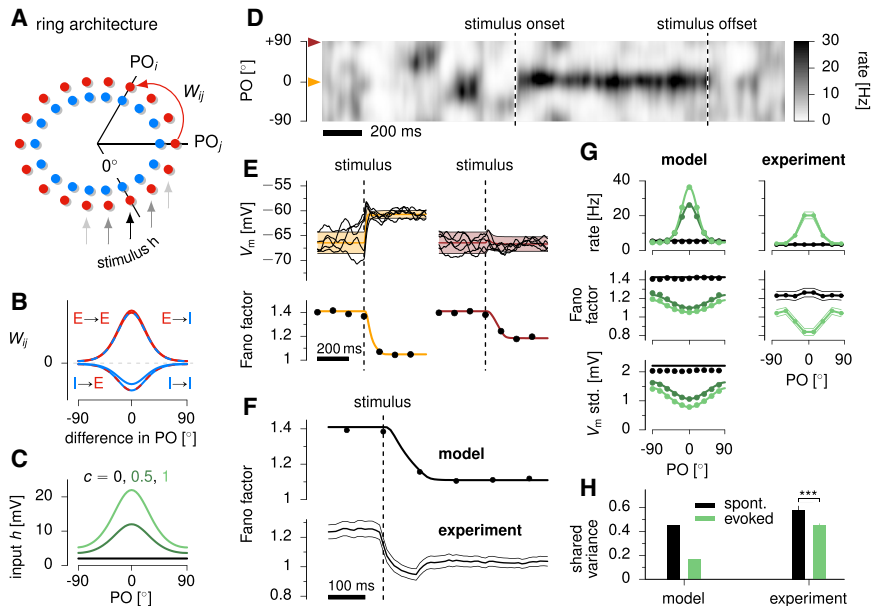 A
ring architecture
PO_i
W_ij
PO_j
0°
stimulus h
B
W_ij
E→E
E→I
0
I→E
I→I
-90
0
90
difference in PO [°]
C
c = 0, 0.5, 1
input h [mV]
20
10
0
-90
0
90
PO [°]
D
stimulus onset
stimulus offset
PO [°]
+90
0
-90
200 ms
30
20
10
0
rate [Hz]
E
stimulus
stimulus
V_m [mV]
−55
−60
−65
−70
Fano factor
1.4
1.2
1
200 ms
F
stimulus
Fano factor
1.4
1.2
1
model
1.4
1.2
1
experiment
100 ms
G
model
experiment
rate [Hz]
40
20
0
Fano
factor
1.4
1.2
1
0.8
V_m std. [mV]
2
1
0
-90
0
90
PO [°]
-90
0
90
PO [°]
H
shared
variance
0.6
0.4
0.2
0
spont.
evoked
***
model
experiment